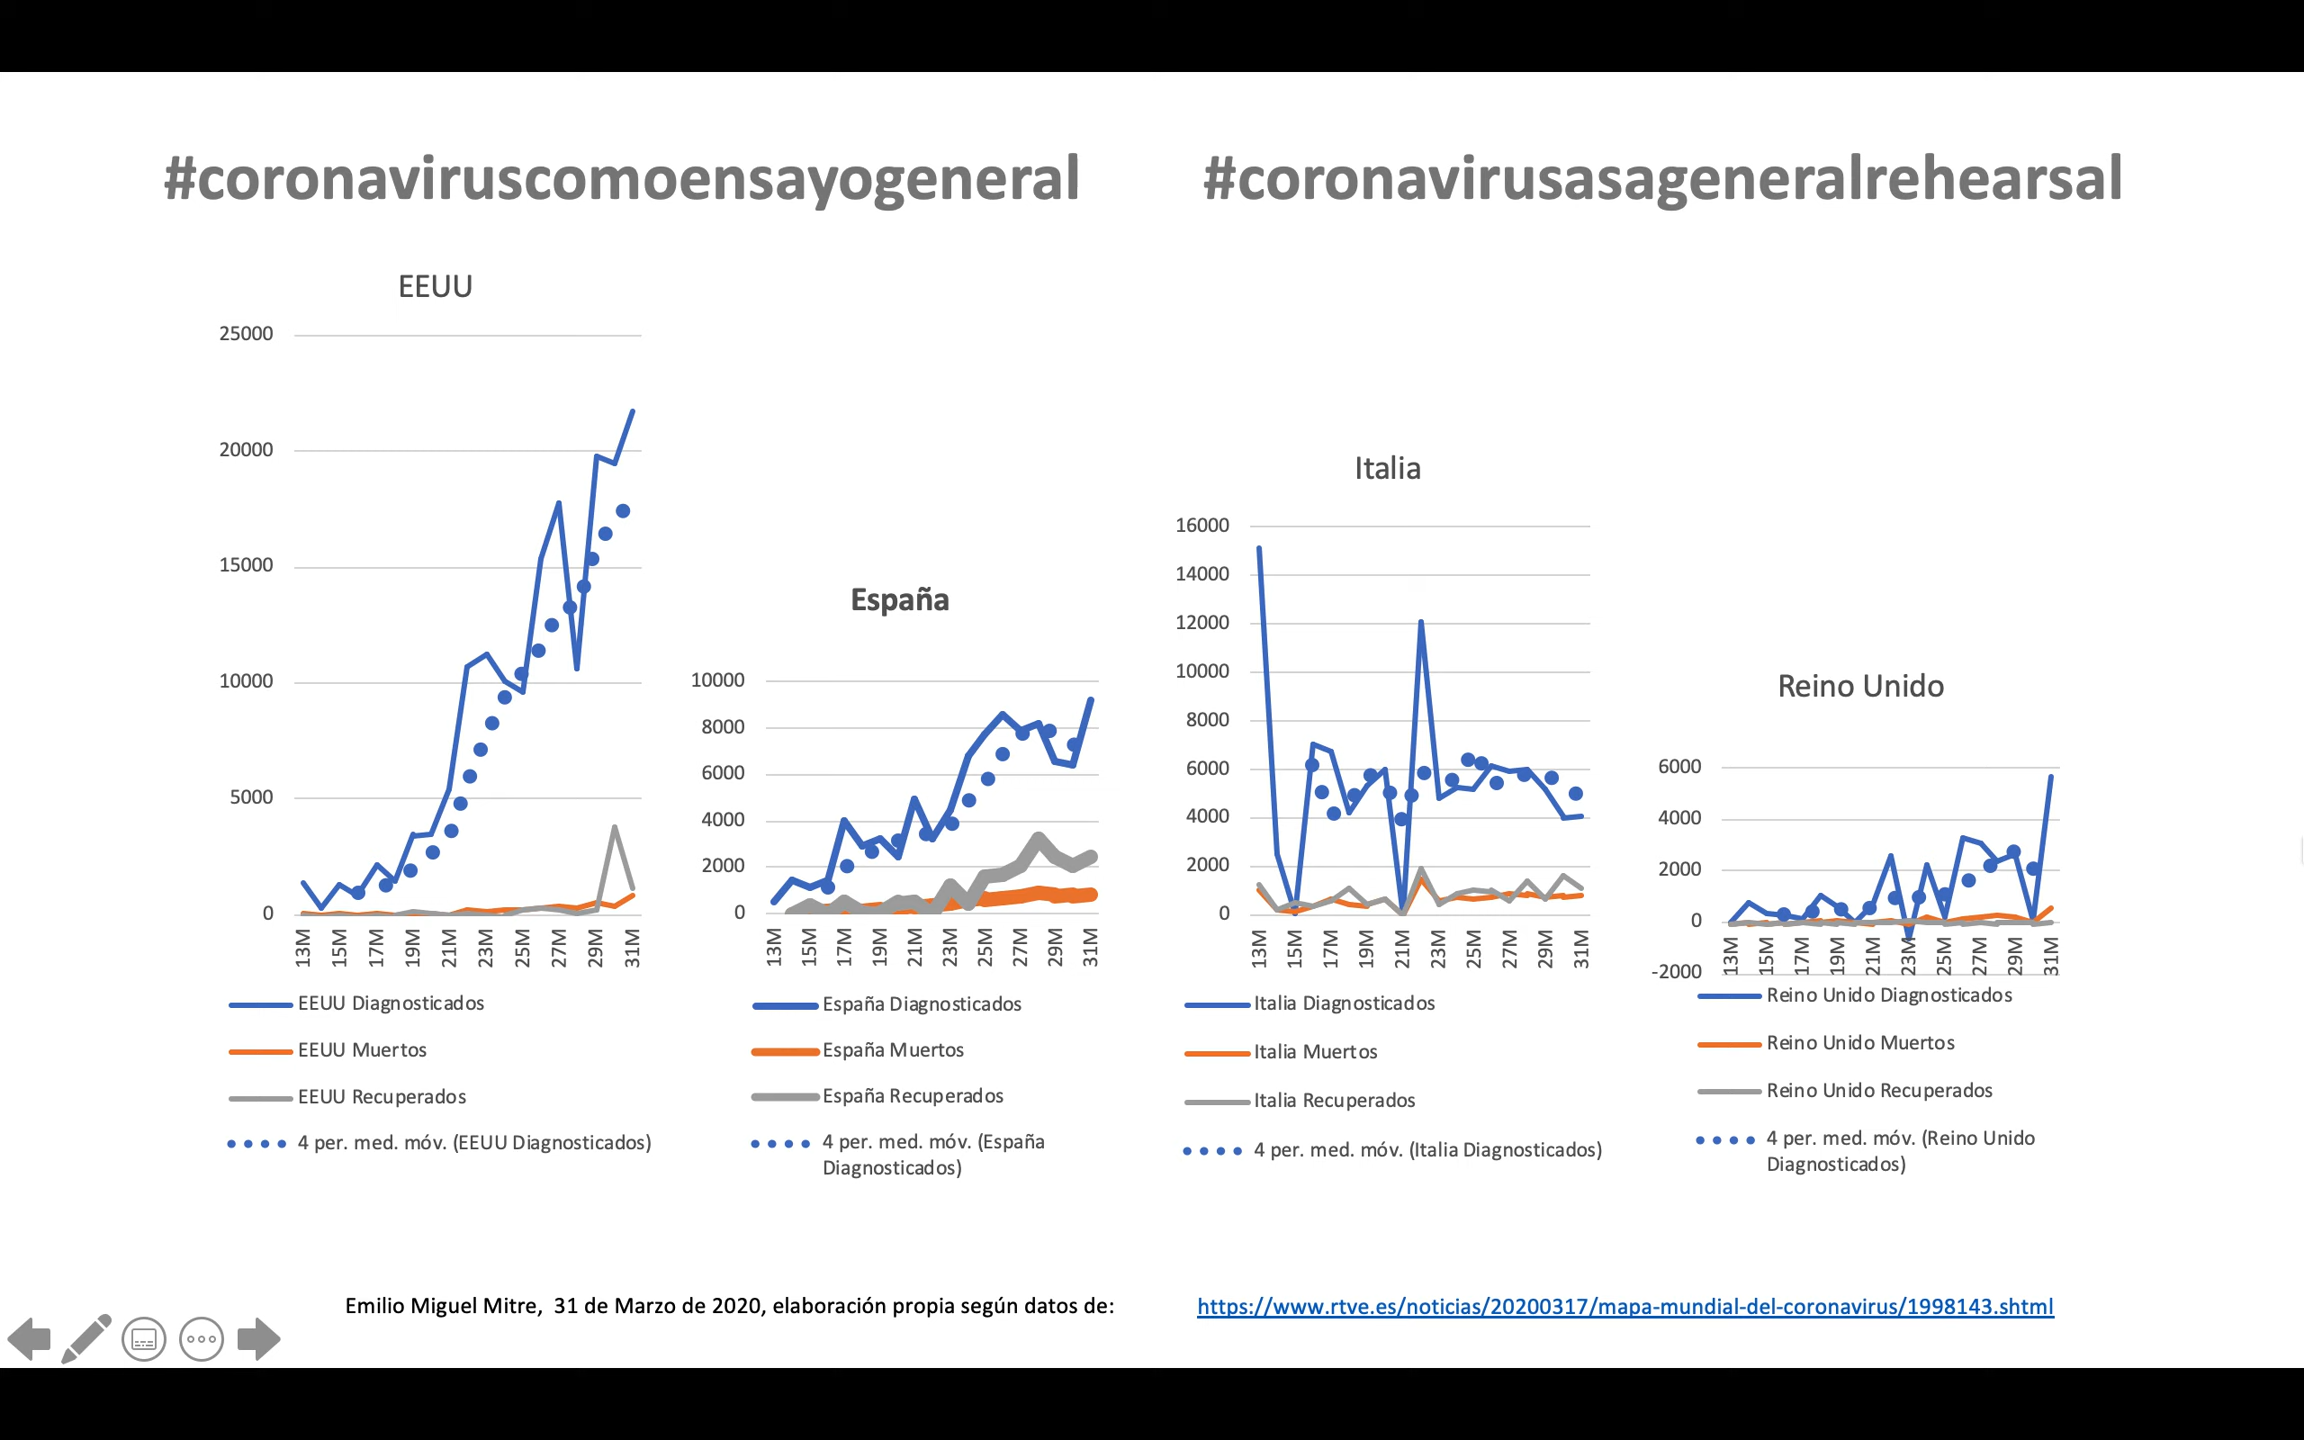 #coronaviruscomoensayogeneral
#coronavirusasageneralrehearsal
EEUU
25000
20000
15000
10000
5000
0
13M 15M 17M 19M 21M 23M 25M 27M 29M 31M
EEUU Diagnosticados
EEUU Muertos
EEUU Recuperados
4 per. med. móv. (EEUU Diagnosticados)
España
10000
8000
6000
4000
2000
0
13M 15M 17M 19M 21M 23M 25M 27M 29M 31M
España Diagnosticados
España Muertos
España Recuperados
4 per. med. móv. (España
Diagnosticados)
Italia
16000
14000
12000
10000
8000
6000
4000
2000
0
13M 15M 17M 19M 21M 23M 25M 27M 29M 31M
Italia Diagnosticados
Italia Muertos
Italia Recuperados
4 per. med. móv. (Italia Diagnosticados)
Reino Unido
6000
4000
2000
0
-2000
13M 15M 17M 19M 21M 23M 25M 27M 29M 31M
Reino Unido Diagnosticados
Reino Unido Muertos
Reino Unido Recuperados
4 per. med. móv. (Reino Unido
Diagnosticados)
Emilio Miguel Mitre, 31 de Marzo de 2020, elaboración propia según datos de:
https://www.rtve.es/noticias/20200317/mapa-mundial-del-coronavirus/1998143.shtml